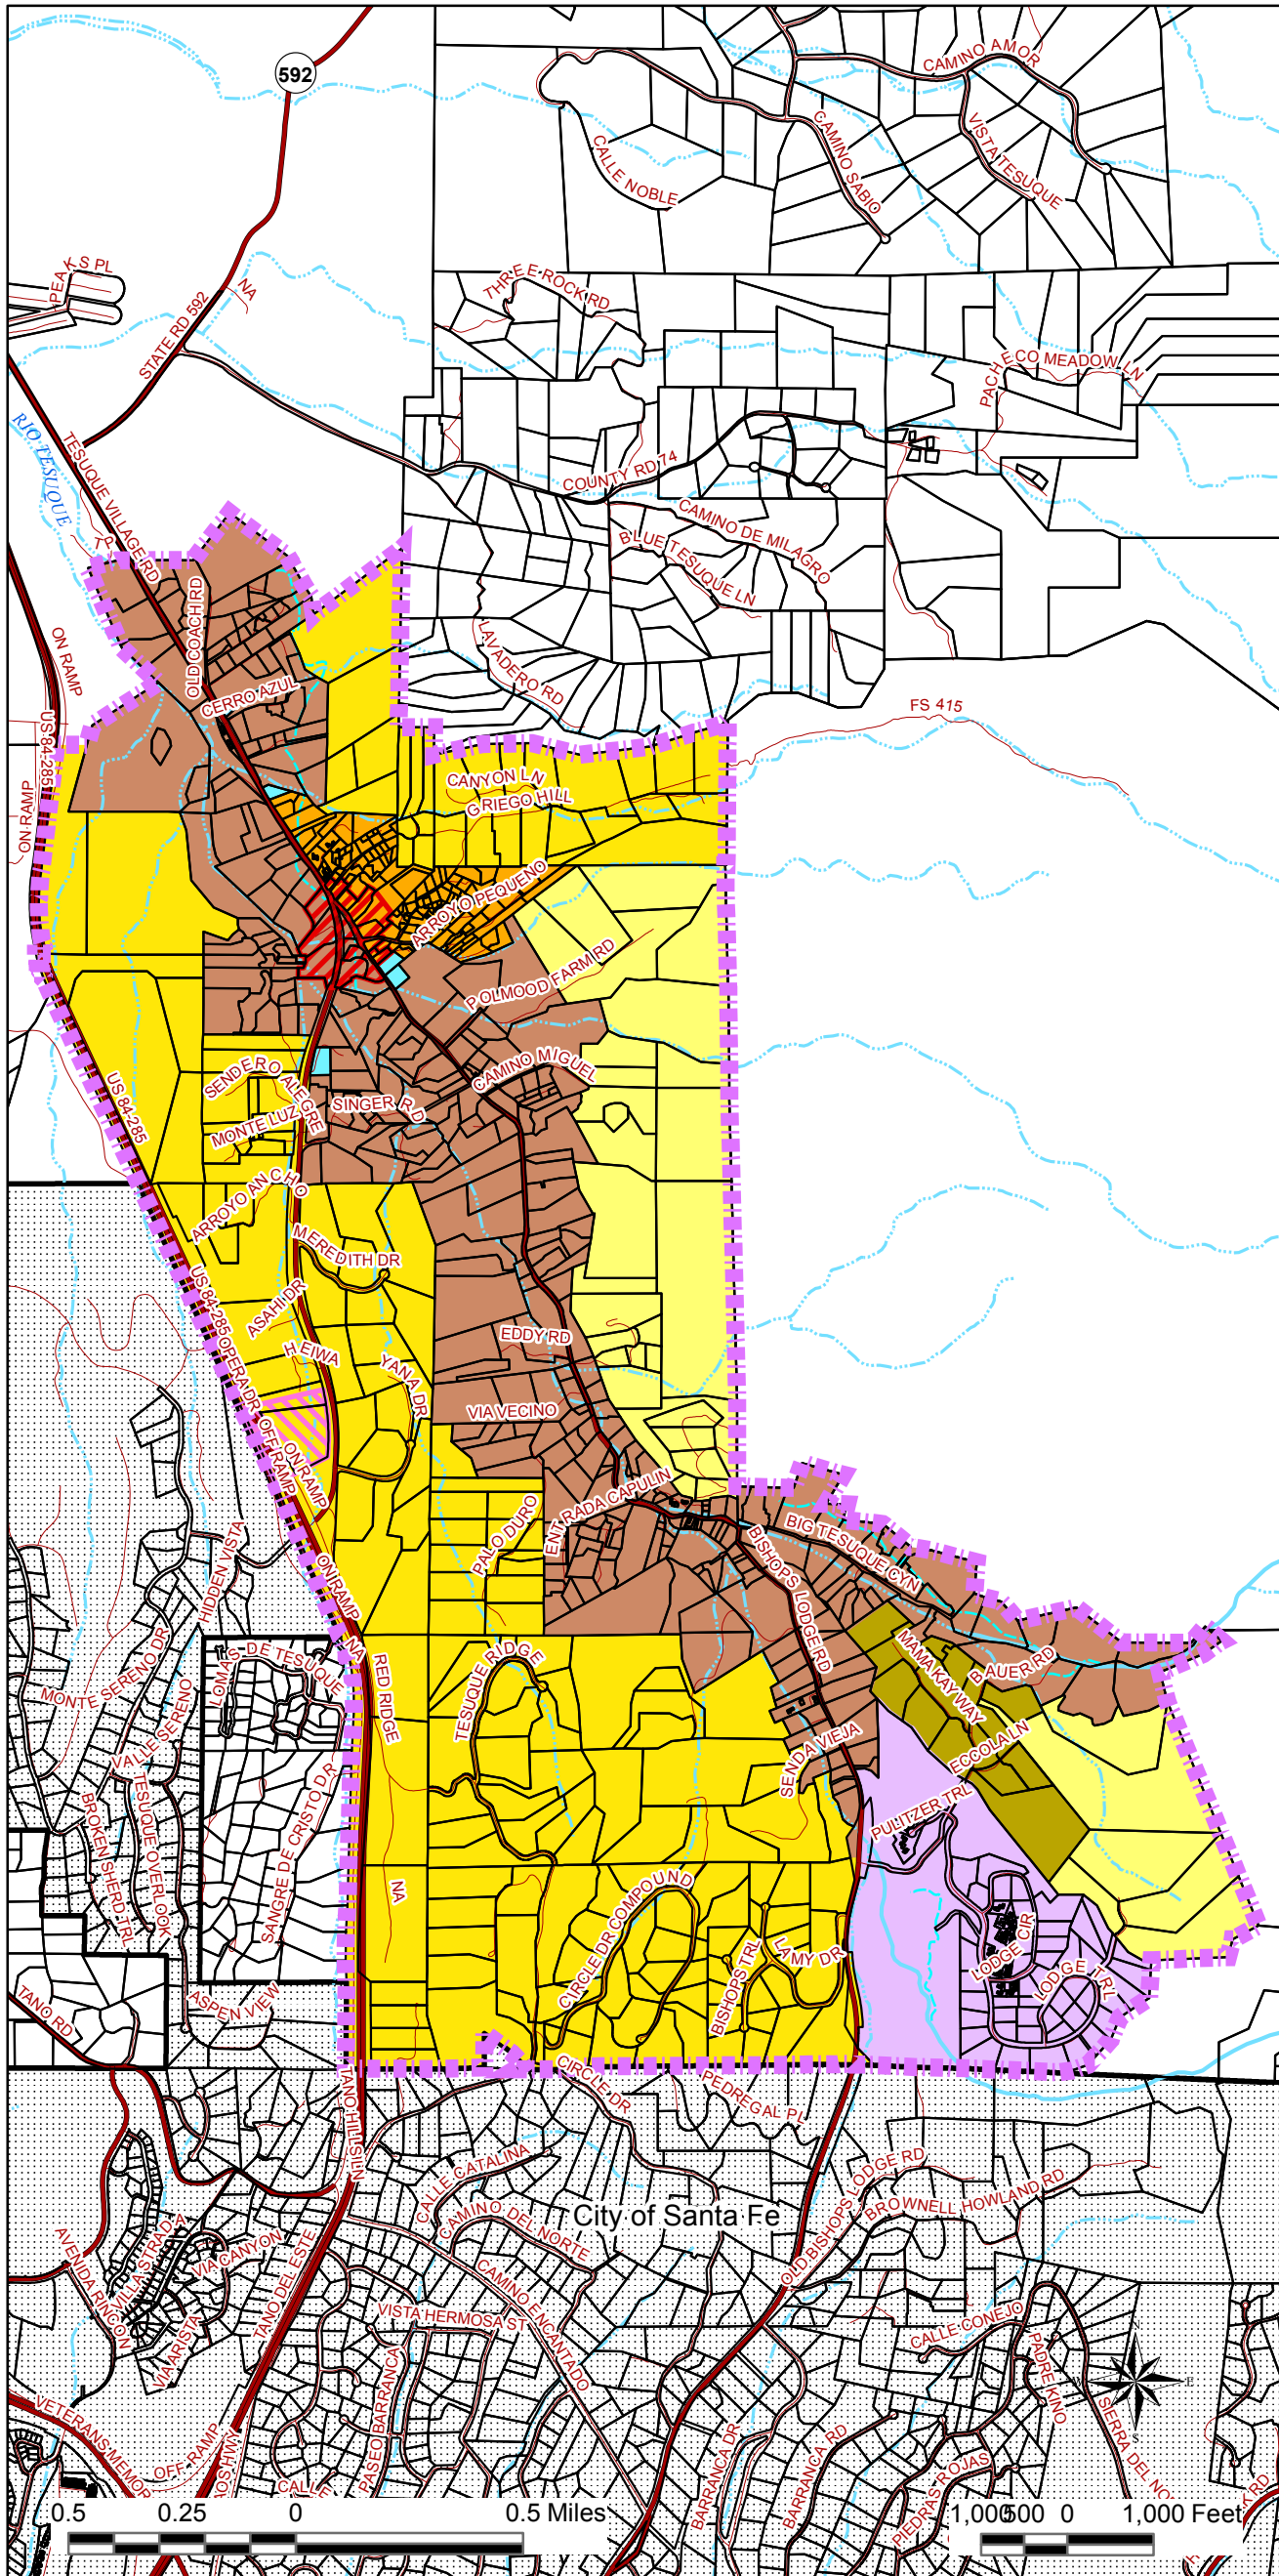 592
CAMINO AMOR
CAMINO SABIO
VISTA TESUQUE
CALLE NOBLE
PEAKS PL
NA
STATE RD 592
THREE ROCK RD
PACHECO MEADOW LN
RIO TESUQUE
TESUQUE VILLAGE RD
COUNTY RD 74
CAMINO DE MILAGRO
BLUE TESUQUE LN
OLD COACH RD
ON RAMP
LAVADERO RD
CERRO AZUL
FS 415
US 84-285
ON RAMP
CANYON LN
GRIEGO HILL
ARROYO PEQUENO
POLMOOD FARM RD
US 84-285
SENDERO ALEGRE
CAMINO MIGUEL
MONTE LUZ
SINGER RD
ARROYO ANCHO
MEREDITH DR
US 84-285
ASAHI DR
OPERA DR
HEIWA
EDDY RD
YANA DR
VIA VECINO
OFF RAMP
ON RAMP
ENTRADA CAPULIN
PALO DURO
BIG TESUQUE CYN
BISHOPS LODGE RD
HIDDEN VISTA
ON RAMP
NA
MONTE SERENO DR
LOMAS DE TESUQUE
RED RIDGE
TESUQUE RIDGE
MAMA KAY WAY
BAUER RD
VALLE SERENO
ECCOLA LN
SENDA VIEJA
PULITZER TRL
TESUQUE OVERLOOK
BROKEN SHERD TRL
SANGRE DE CRISTO DR
NA
CIRCLE DR COMPOUND
BISHOPS TRL
LAMY DR
LODGE CIR
LODGE TRL
ASPEN VIEW
TANO RD
CIRCLE DR
PEDREGAL PL
TANO HILLS LN
CALLE CATALINA
OLD BISHOPS LODGE RD
BROWNELL HOWLAND RD
City of Santa Fe
CAMINO DEL NORTE
VILLA STRADA
VIA CANYON
AVENIDA RINCON
TANO DEL ESTE
CAMINO ENCANTADO
VISTA HERMOSA ST
VIA ARISTA
CALLE CONEJO
PADRE KINO
PASEO BARRANCA
SIERRA DEL NO
VETERANS MEMOR
OFF RAMP
BARRANCA DR
BARRANCA RD
PIEDRAS ROJAS
CALLE
0.5 0.25 0 0.5 Miles
1,000 500 0 1,000 Feet